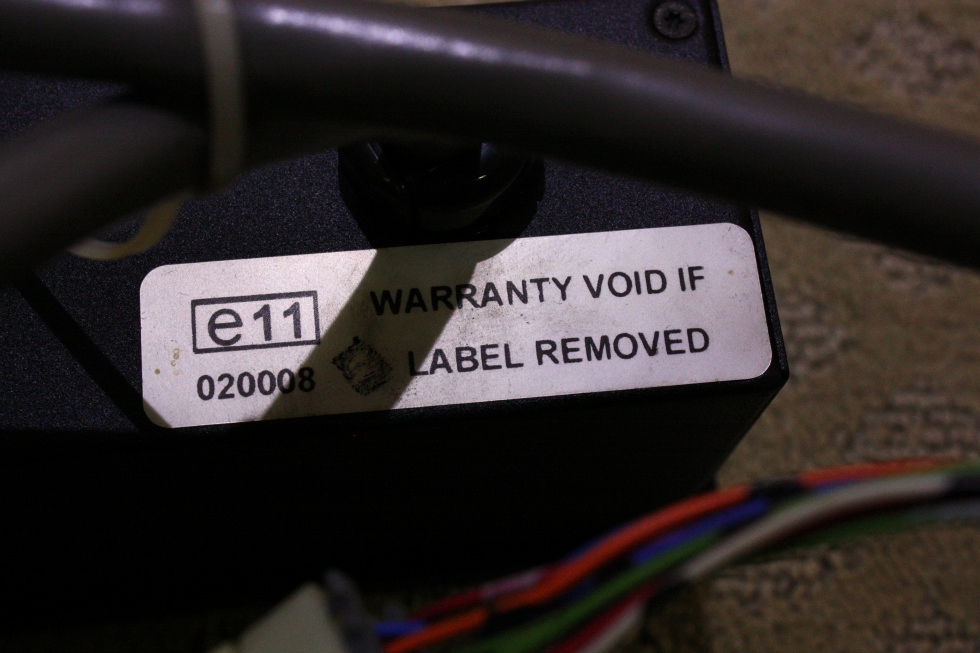 e11
020008
WARRANTY VOID IF
LABEL REMOVED